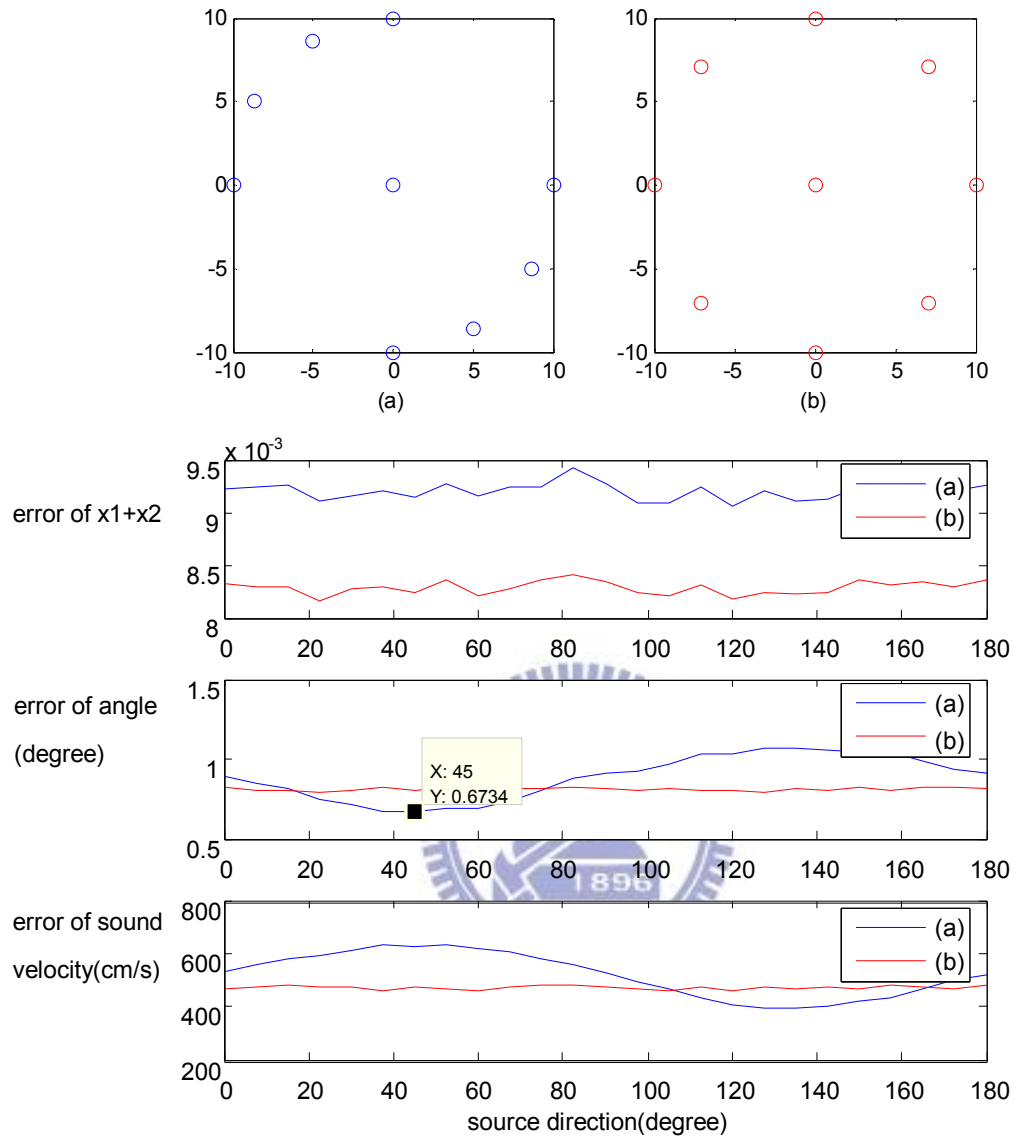 10
5
0
-5
-10
-10 -5 0 5 10
(a)
10
5
0
-5
-10
-10 -5 0 5 10
(b)
x 10-3
error of x1+x2
9.5
9
8.5
8
(a)
(b)
0 20 40 60 80 100 120 140 160 180
error of angle
(degree)
1.5
1
0.5
X: 45
Y: 0.6734
(a)
(b)
0 20 40 60 80 100 120 140 160 180
1896
error of sound
velocity(cm/s)
800
600
400
200
(a)
(b)
0 20 40 60 80 100 120 140 160 180
source direction(degree)